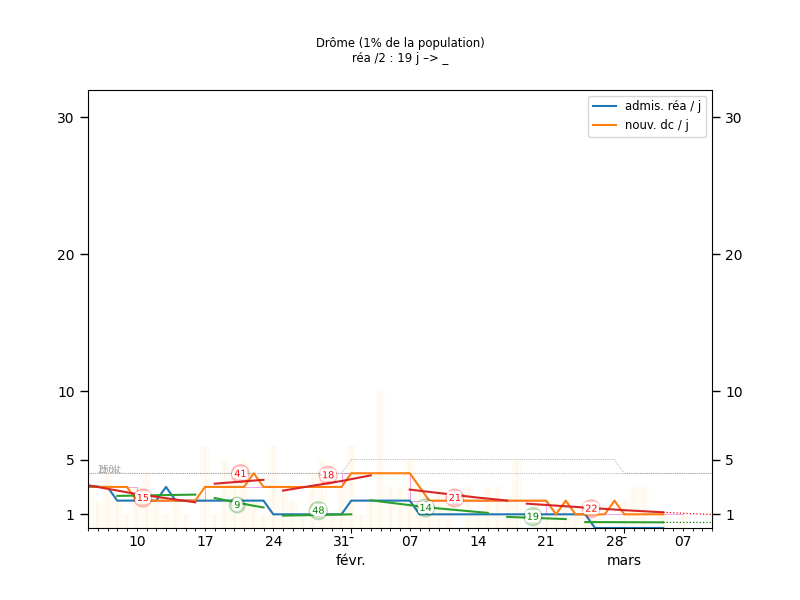 Drôme (1% de la population)
réa /2 : 19 j –> _
admis. réa / j
nouv. dc / j
30 30
20 20
10 10
5 5
1 1
41
18
15
9
48
14
21
19
22
10 17 24 31 07 14 21 28 07
févr. mars